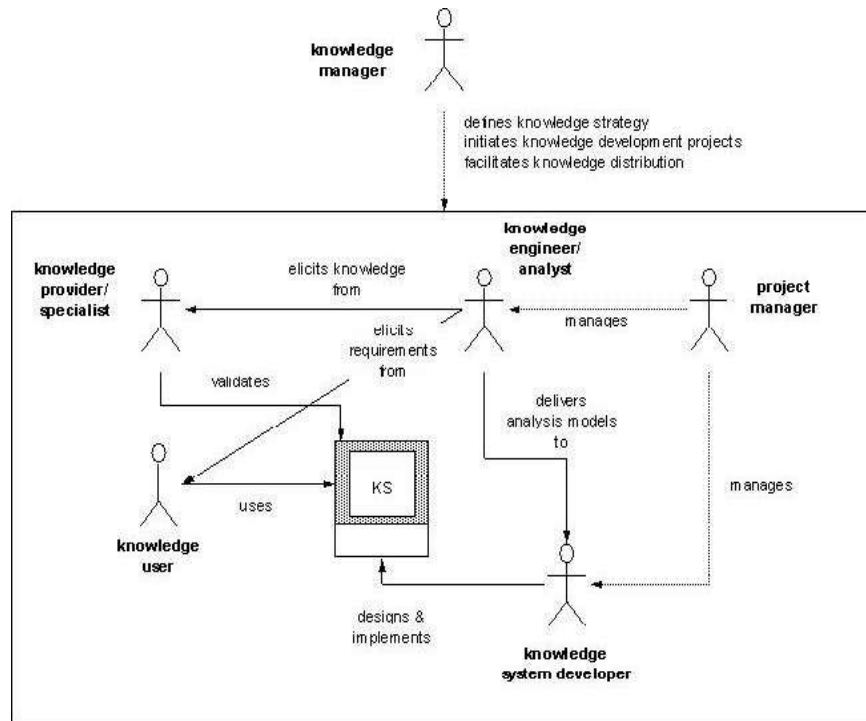 knowledge
manager
defines knowledge strategy
initiates knowledge development projects
facilitates knowledge distribution
knowledge
engineer/
analyst
knowledge
provider/
specialist
elicits knowledge
from
project
manager
manages
elicits
requirements
from
validates
delivers
analysis models
to
KS
uses
manages
knowledge
user
designs &
implements
knowledge
system developer